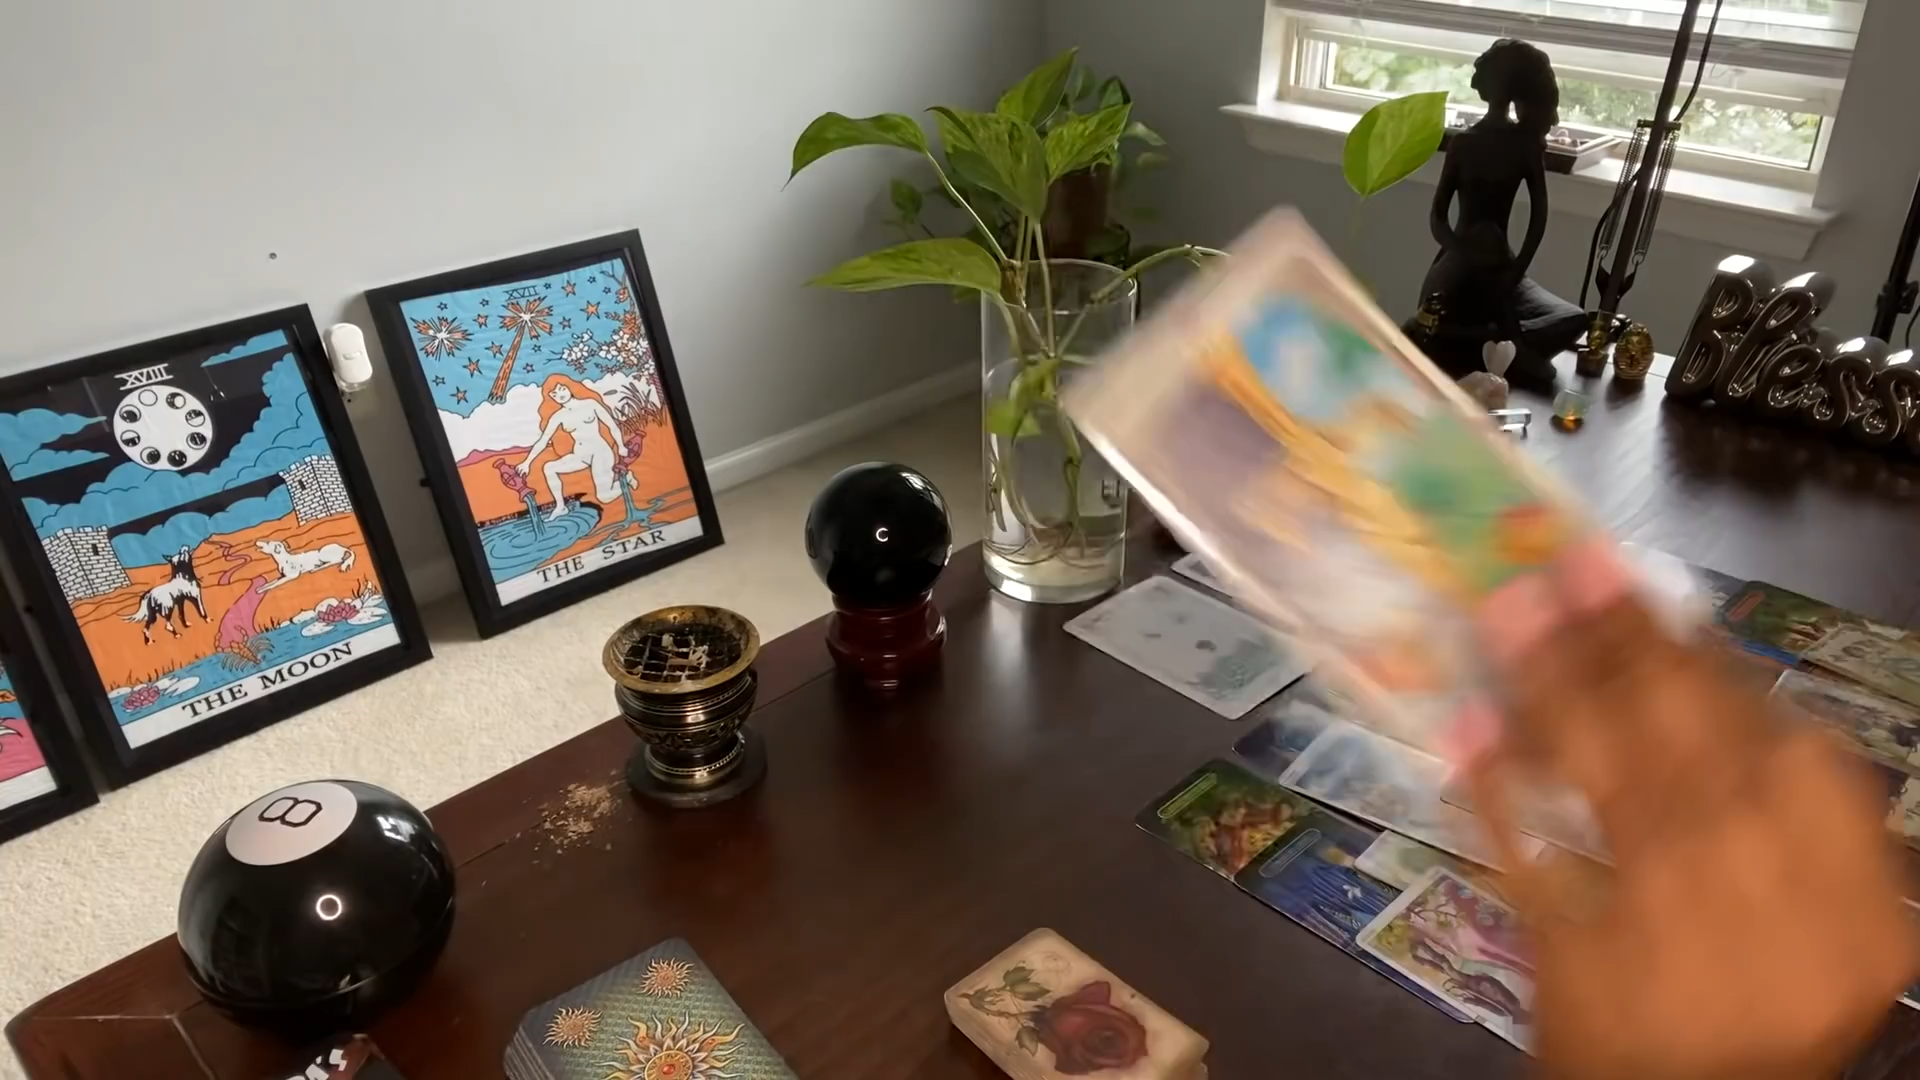 XVIII
THE MOON
XVII
THE STAR
8
Bless